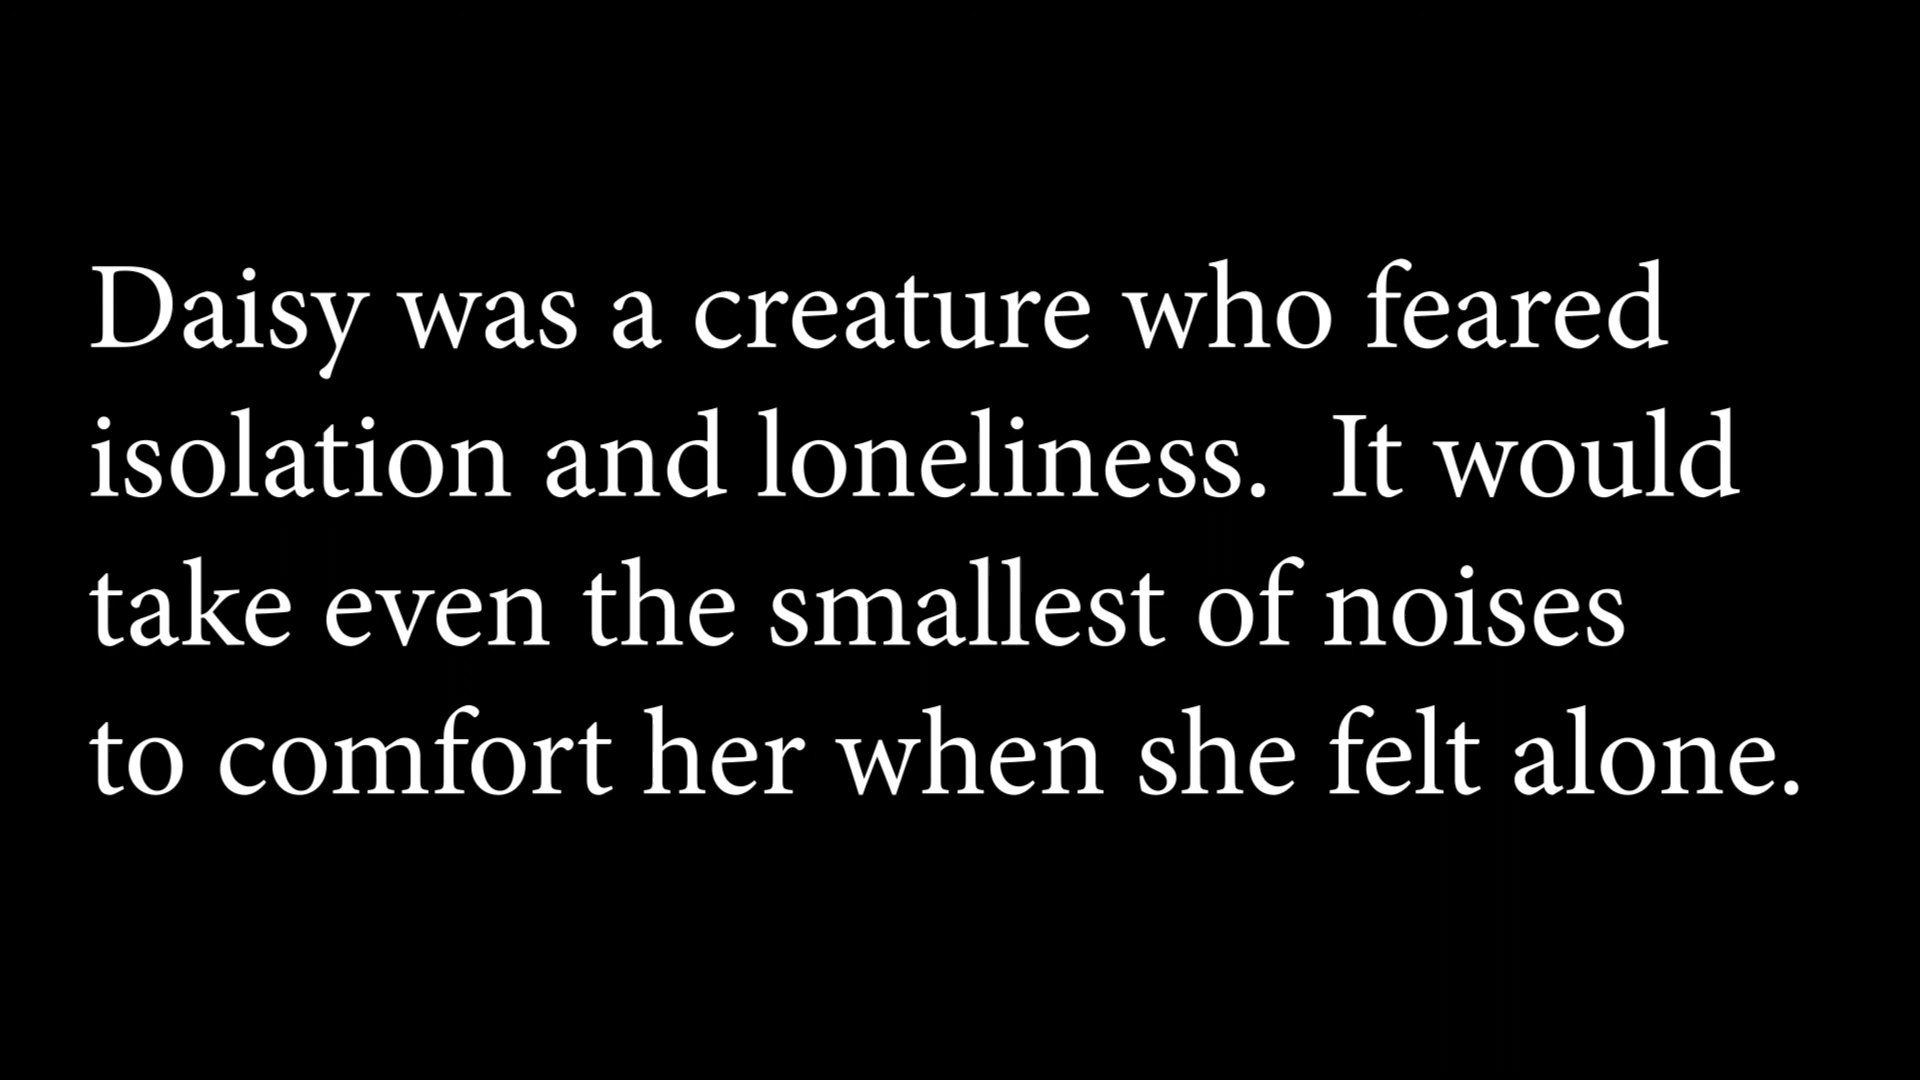 Daisy was a creature who feared
isolation and loneliness.  It would
take even the smallest of noises
to comfort her when she felt alone.